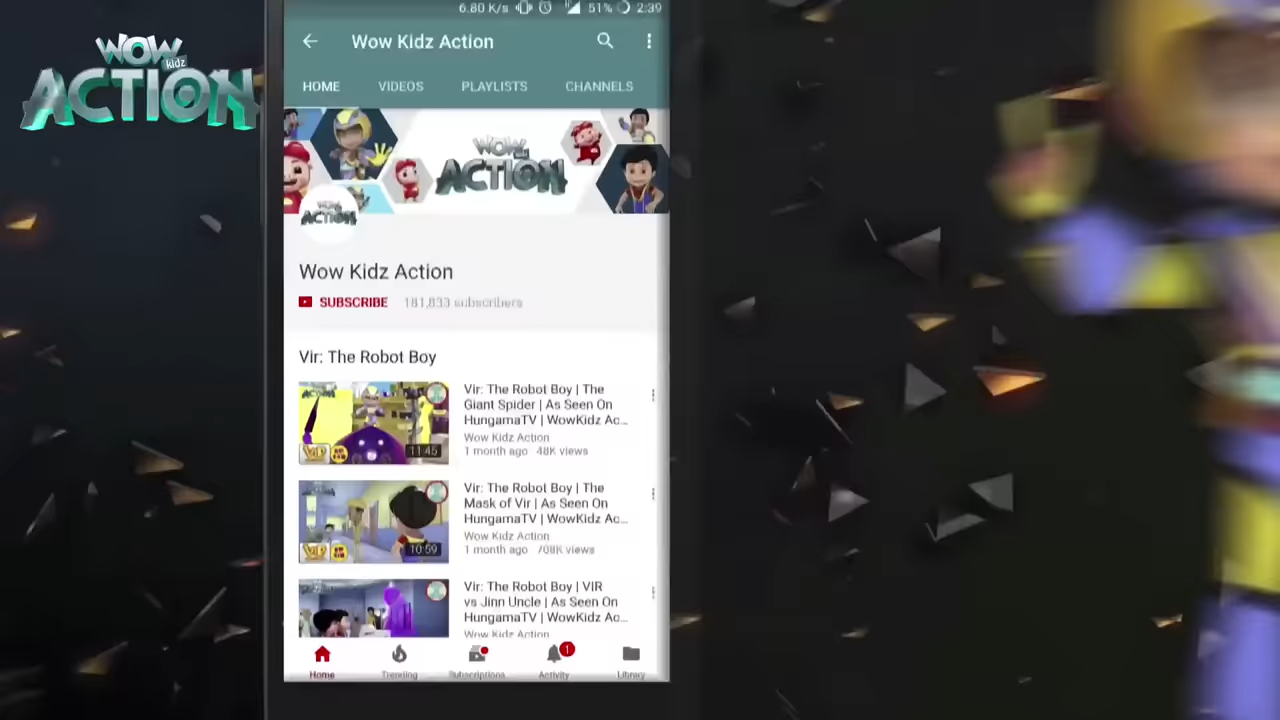 WOW
kidz
ACTION
6.80 K/s 51% 2:39
Wow Kidz Action
HOME VIDEOS PLAYLISTS CHANNELS
WOW
ACTION
WOW
ACTION
Wow Kidz Action
SUBSCRIBE 181,833 subscribers
Vir: The Robot Boy
Vir: The Robot Boy | The
Giant Spider | As Seen On
HungamaTV | WowKidz Ac...
Wow Kidz Action
1 month ago 48K views
ACTION
11:45
Vir: The Robot Boy | The
Mask of Vir | As Seen On
HungamaTV | WowKidz Ac...
Wow Kidz Action
1 month ago 708K views
10:59
Vir: The Robot Boy | VIR
vs Jinn Uncle | As Seen On
HungamaTV | WowKidz Ac...
Wow Kidz Action
1
Home Trending Subscriptions Activity Library